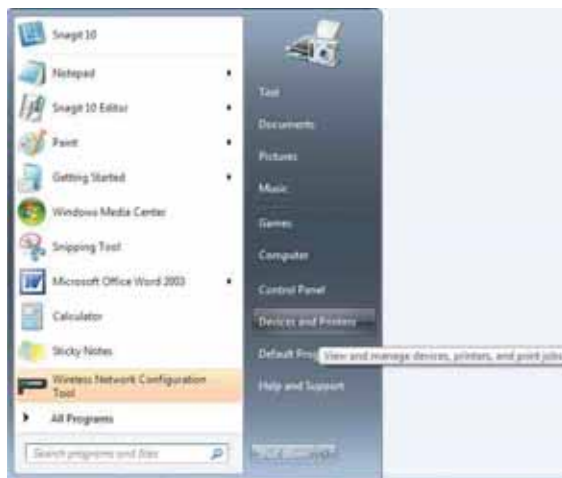 Snagit 10
Notepad
Snagit 10 Editor
Paint
Getting Started
Windows Media Center
Snipping Tool
Microsoft Office Word 2003
Calculator
Sticky Notes
Wireless Network Configuration
Tool
All Programs
Search programs and files
Test
Documents
Pictures
Music
Games
Computer
Control Panel
Devices and Printers
Default Prog
View and manage devices, printers, and print jobs
Help and Support